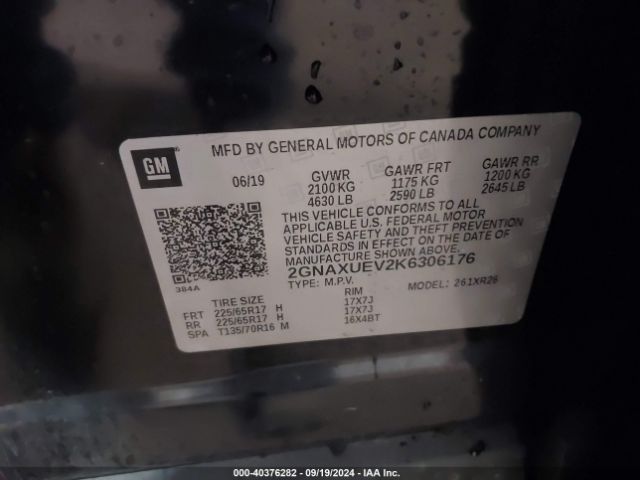 GM
MFD BY GENERAL MOTORS OF CANADA COMPANY
06/19 GVWR GAWR FRT GAWR RR
2100 KG 1175 KG 1200 KG
4630 LB 2590 LB 2645 LB
THIS VEHICLE CONFORMS TO ALL
APPLICABLE U.S. FEDERAL MOTOR
VEHICLE SAFETY AND THEFT PREVENTION
STANDARDS IN EFFECT ON THE DATE OF
MANUFACTURE SHOWN ABOVE.
2GNAXUEV2K6306176
TYPE: M.P.V. MODEL: 261XR26
384A
TIRE SIZE RIM
FRT 225/65R17 H 17X7J
RR 225/65R17 H 17X7J
SPA T135/70R16 M 16X4BT
000-40376282 - 09/19/2024 - IAA Inc.